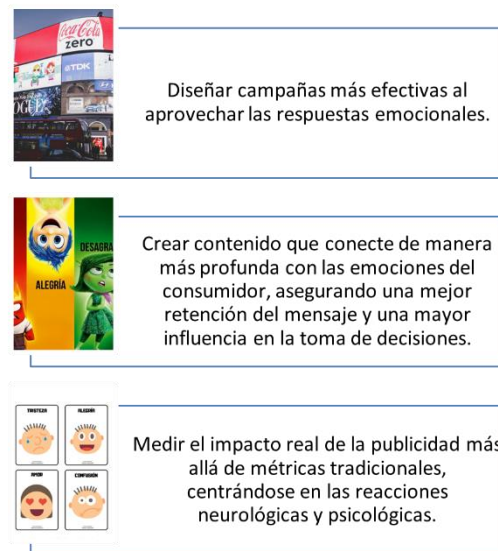 Coca-Cola
zero
TDK
VOGUE
Diseñar campañas más efectivas al
aprovechar las respuestas emocionales.
ALEGRÍA
DESAGRA
Crear contenido que conecte de manera
más profunda con las emociones del
consumidor, asegurando una mejor
retención del mensaje y una mayor
influencia en la toma de decisiones.
TRISTEZA
ALEGRÍA
AMOR
CONFUSIÓN
Medir el impacto real de la publicidad más
allá de métricas tradicionales,
centrándose en las reacciones
neurológicas y psicológicas.